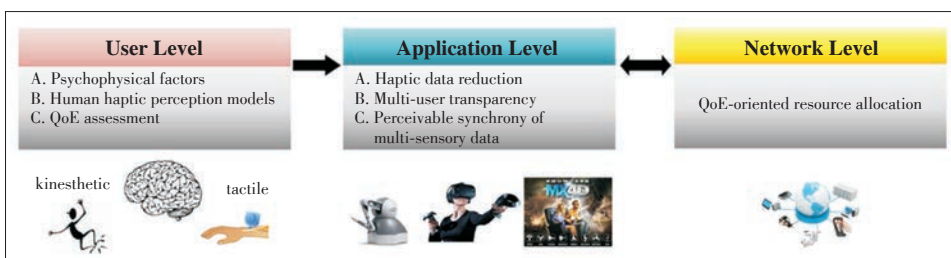 User Level
A. Psychophysical factors
B. Human haptic perception models
C. QoE assessment
Application Level
A. Haptic data reduction
B. Multi-user transparency
C. Perceivable synchrony of
multi-sensory data
Network Level
QoE-oriented resource allocation
kinesthetic
tactile